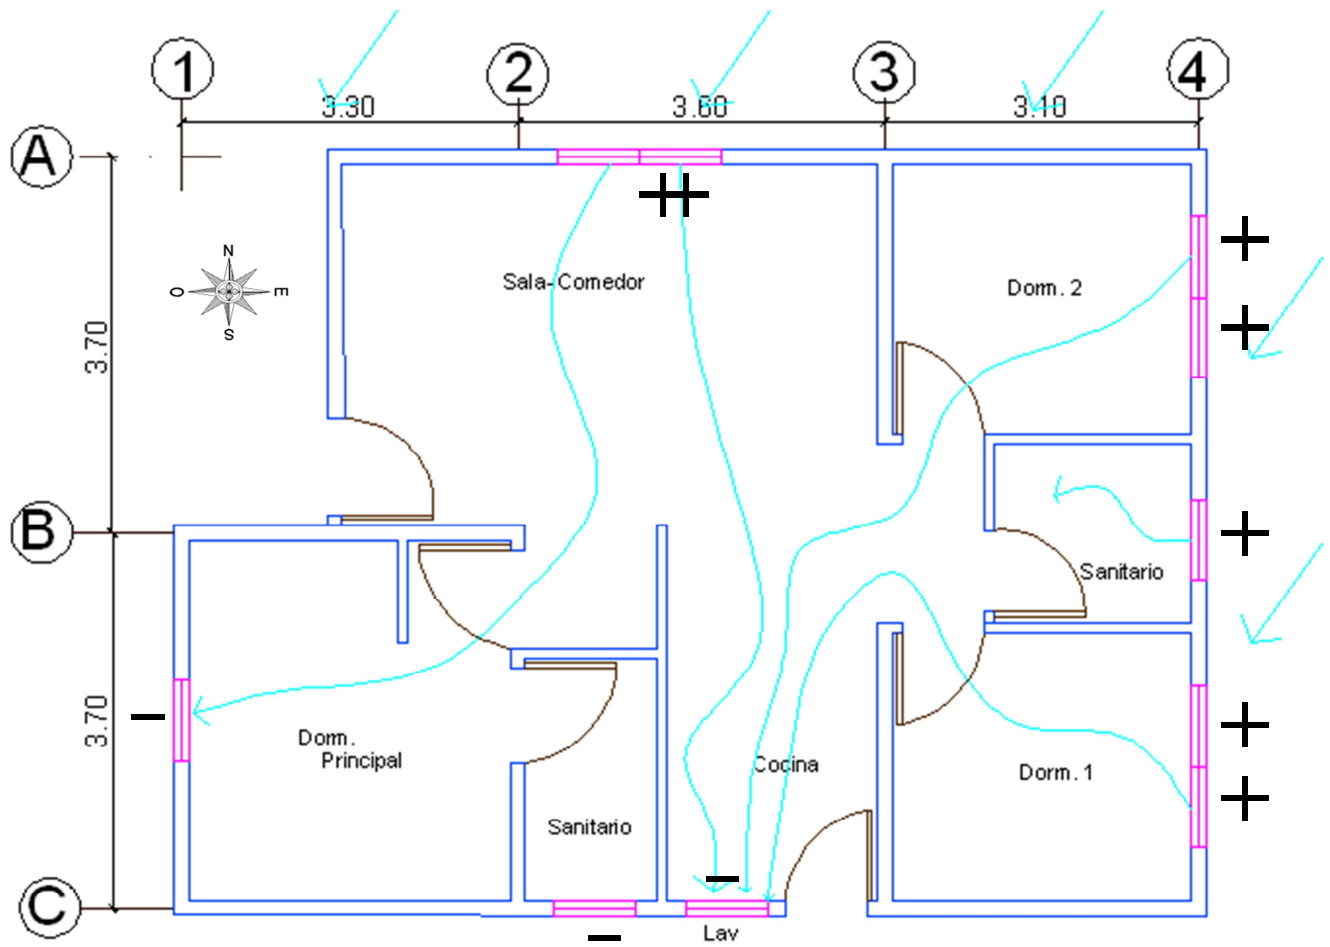 1 2 3 4
3.30 3.60 3.10
A
N
O E
S
Sala-Comedor
Dorm. 2
3.70
B
Sanitario
3.70
Dorm.
Principal
Cocina
Dorm. 1
Sanitario
C
Lav